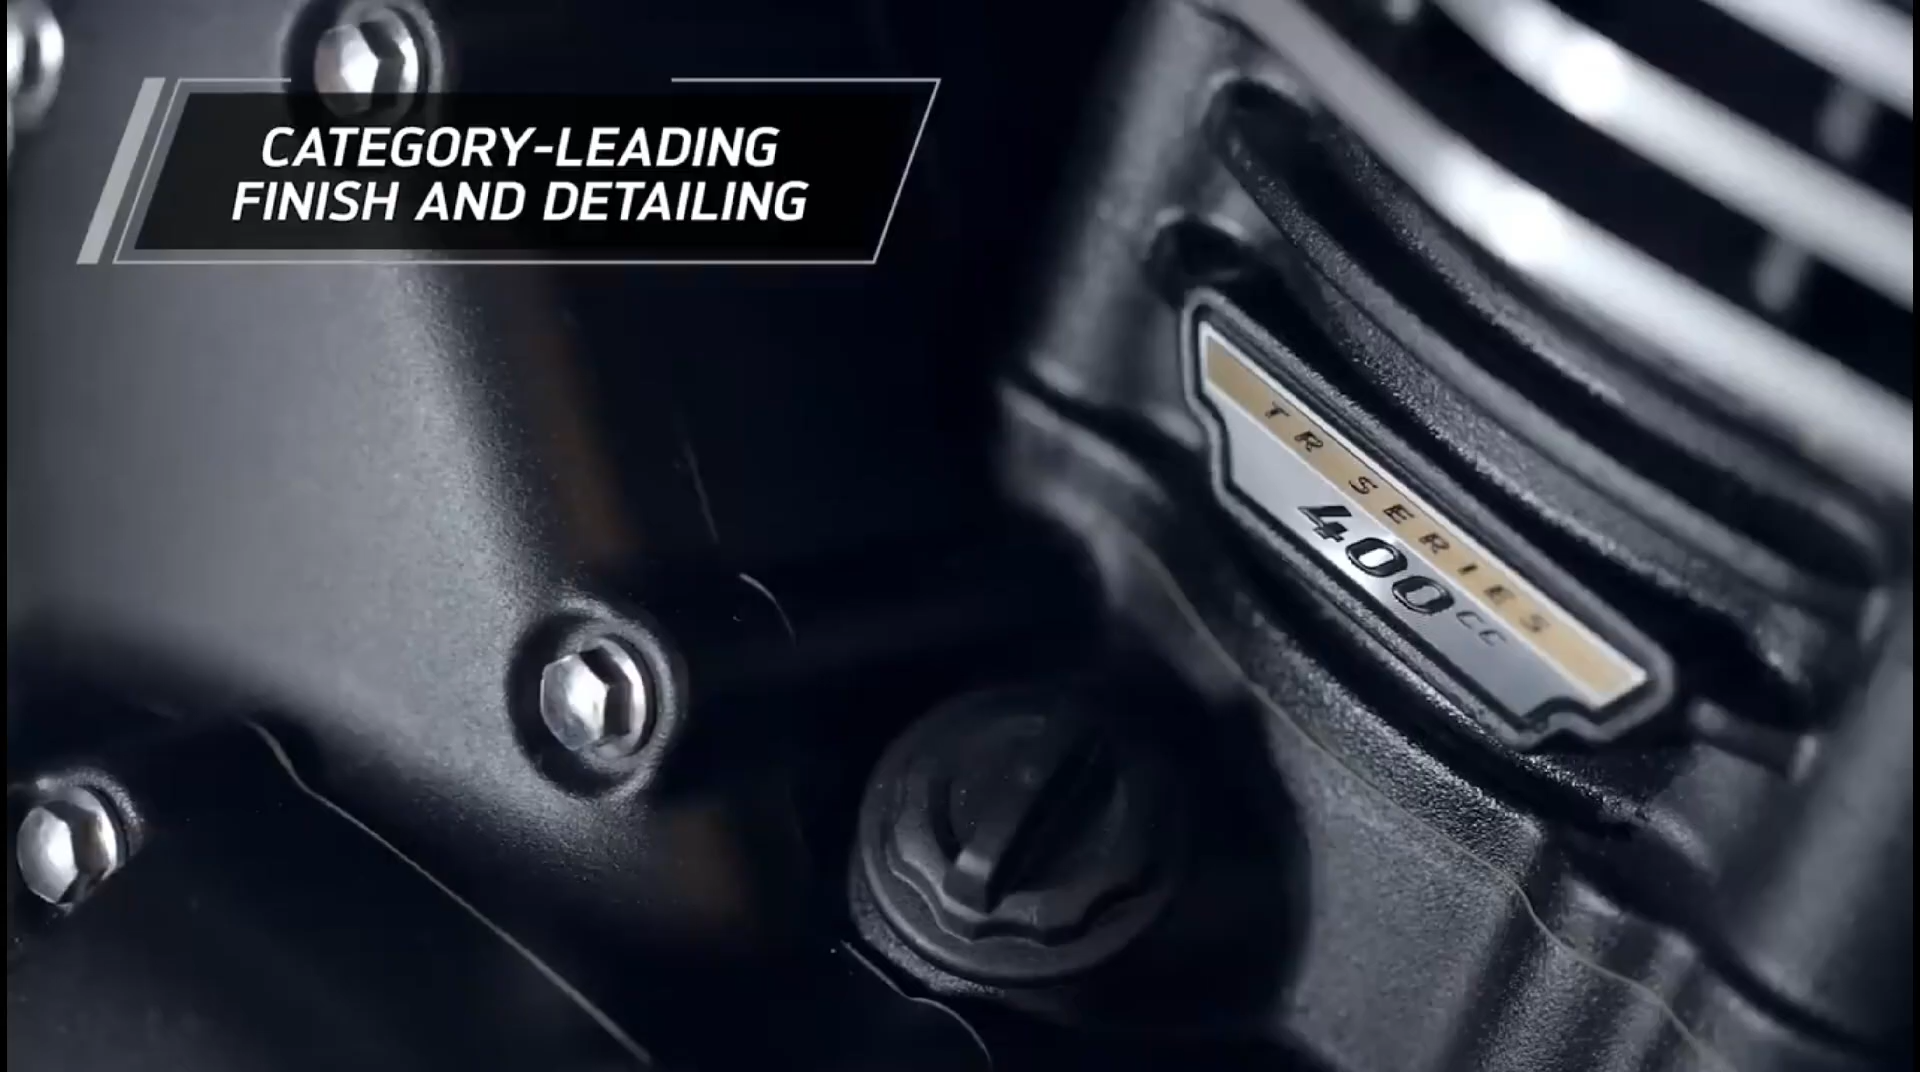 CATEGORY-LEADING
FINISH AND DETAILING
TR SERIES
400cc